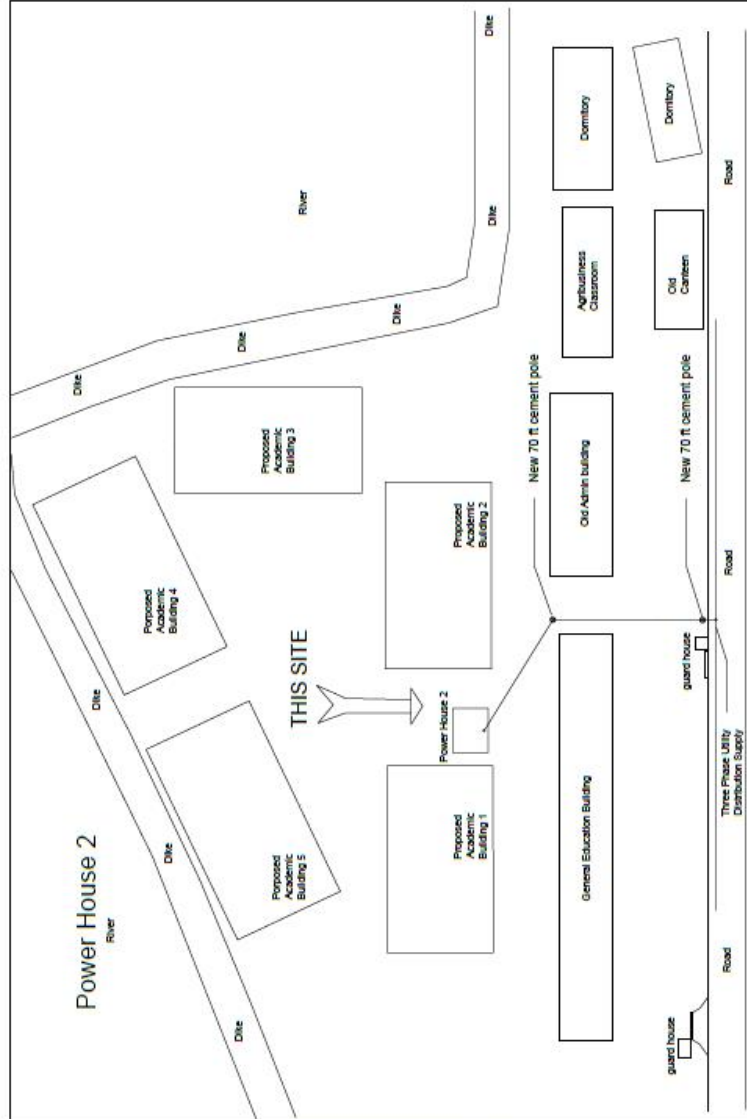 Power House 2
River
Dike
Dike
Dike
Dike
Porposed
Academic
Building 4
Dike
Proposed
Academic
Building 3
Porposed
Academic
Building 5
THIS SITE
River
Dike
Power House 2
Proposed
Academic
Building 1
Proposed
Academic
Building 2
Dike
Dike
New 70 ft cement pole
General Education Building
Old Admin building
Agribusiness
Classroom
Dormitory
guard house
guard house
New 70 ft cement pole
Old
Canteen
Dormitory
Road
Three Phase Utility
Distribution Supply
Road
Road